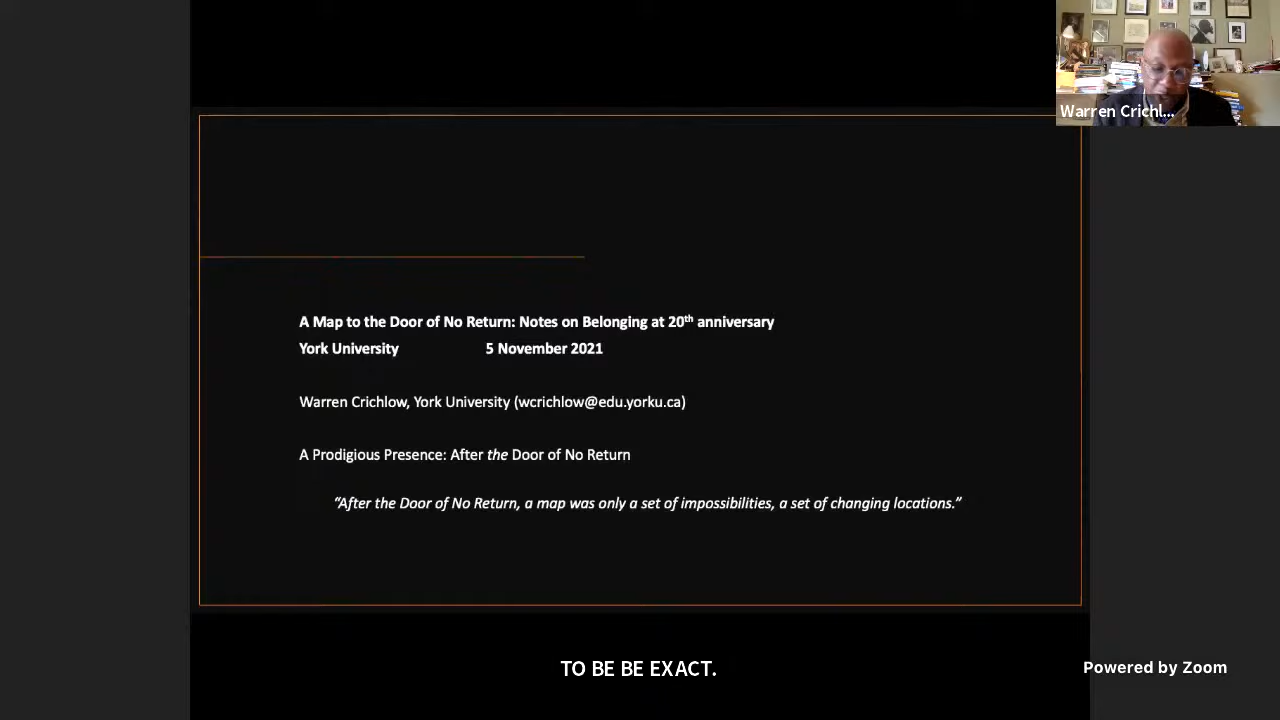 Warren Crichl...
A Map to the Door of No Return: Notes on Belonging at 20th anniversary
York University 5 November 2021
Warren Crichlow, York University (wcrichlow@edu.yorku.ca)
A Prodigious Presence: After the Door of No Return
“After the Door of No Return, a map was only a set of impossibilities, a set of changing locations.”
TO BE BE EXACT.
Powered by Zoom